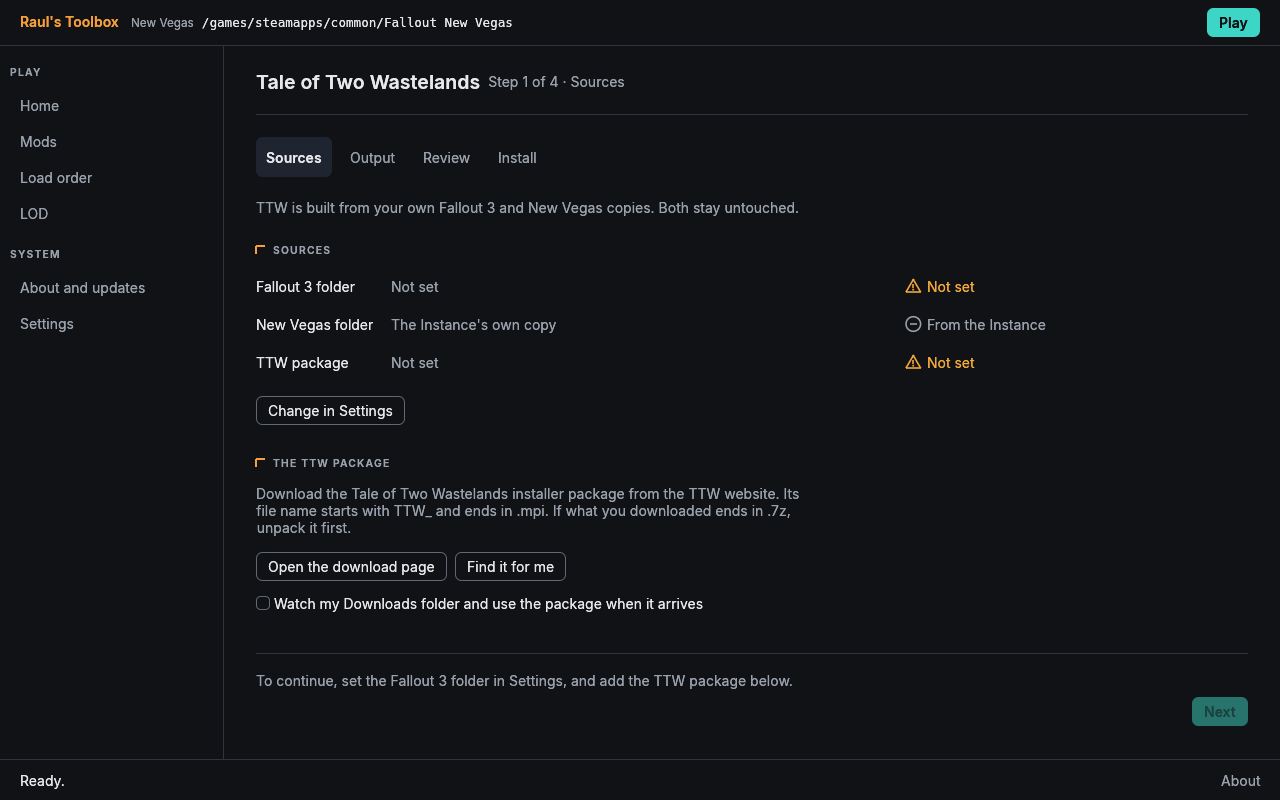 Raul's Toolbox New Vegas /games/steamapps/common/Fallout New Vegas Play
PLAY
Home
Mods
Load order
LOD
SYSTEM
About and updates
Settings
Tale of Two Wastelands Step 1 of 4 · Sources
Sources Output Review Install
TTW is built from your own Fallout 3 and New Vegas copies. Both stay untouched.
SOURCES
Fallout 3 folder Not set Not set
New Vegas folder The Instance's own copy From the Instance
TTW package Not set Not set
Change in Settings
THE TTW PACKAGE
Download the Tale of Two Wastelands installer package from the TTW website. Its
file name starts with TTW_ and ends in .mpi. If what you downloaded ends in .7z,
unpack it first.
Open the download page Find it for me
Watch my Downloads folder and use the package when it arrives
To continue, set the Fallout 3 folder in Settings, and add the TTW package below.
Next
Ready. About